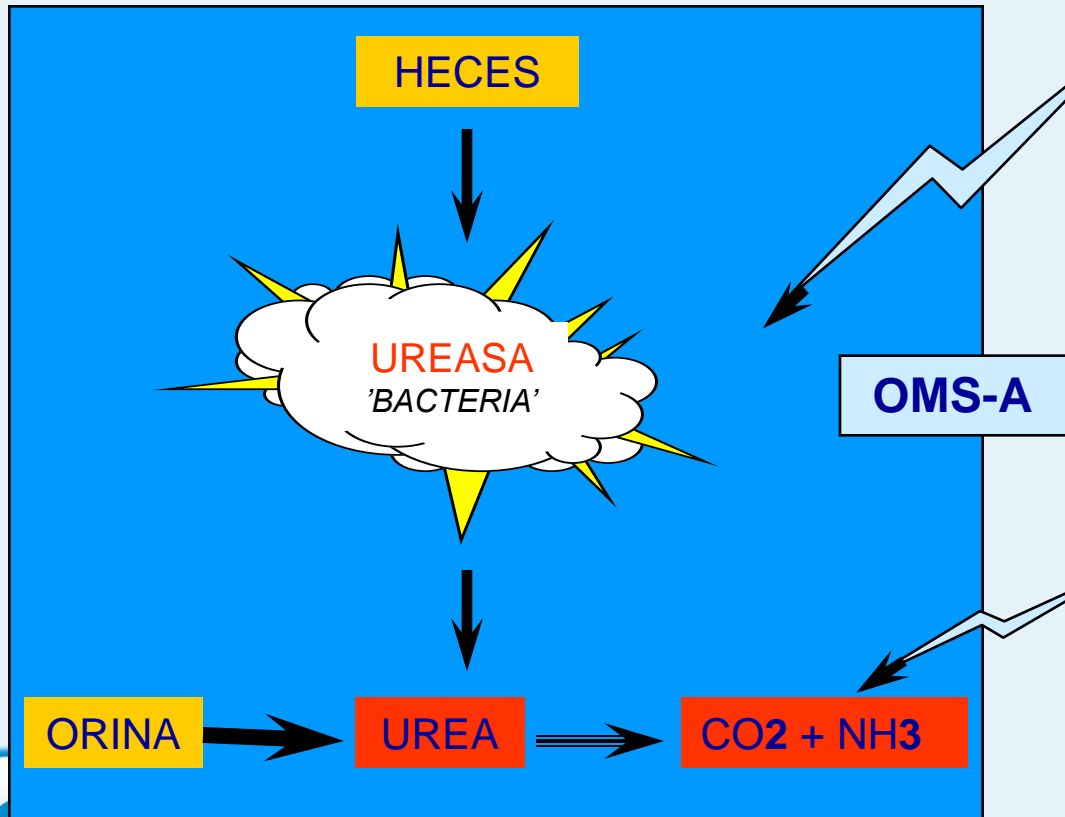 HECES
UREASA
’BACTERIA’
OMS-A
ORINA
UREA
CO2 + NH3